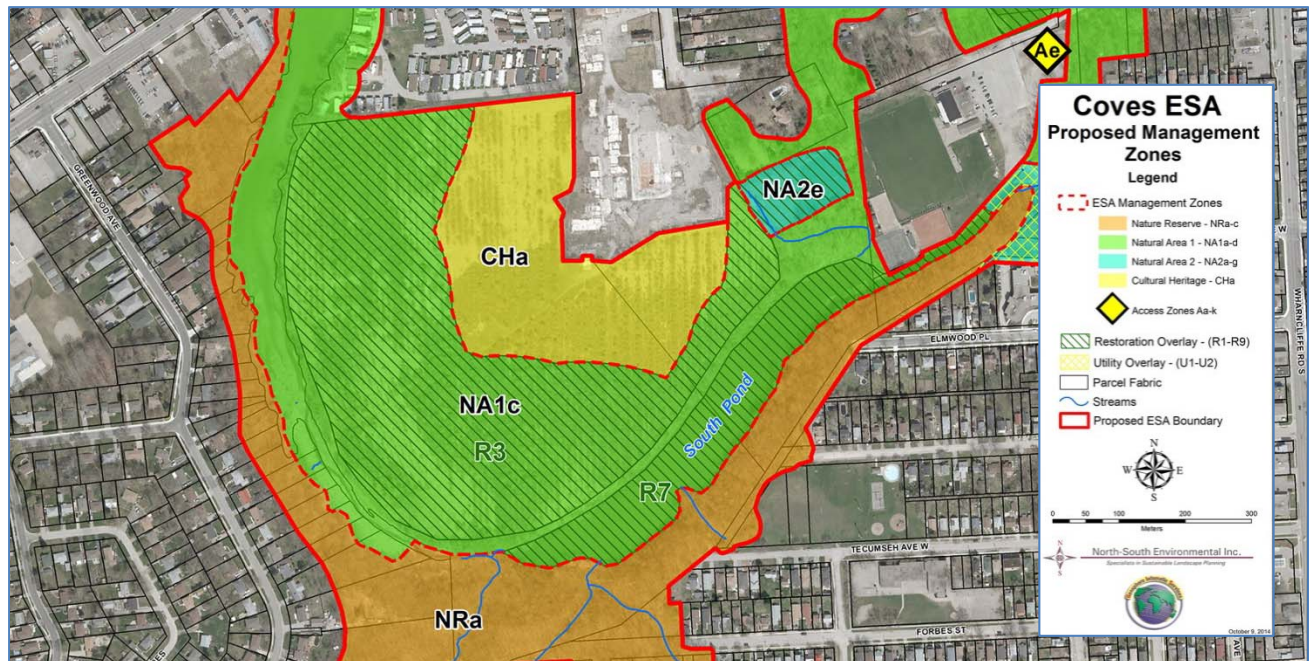 Ae
GREENWOOD AVE
NA2e
CHa
ELMWOOD PL
NA1c
R3
South Pond
R7
TECUMSEH AVE W
NRa
FORBES ST
WHARNCLIFFE RD S
W
AVE
Coves ESA
Proposed Management
Zones
Legend
ESA Management Zones
Nature Reserve - NRa-c
Natural Area 1 - NA1a-d
Natural Area 2 - NA2a-g
Cultural Heritage - CHa
Access Zones Aa-k
Restoration Overlay - (R1-R9)
Utility Overlay - (U1-U2)
Parcel Fabric
Streams
Proposed ESA Boundary
N
W E
S
0 50 100 200 300
Meters
N
S
North-South Environmental Inc.
Specialists in Sustainable Landscape Planning
October 9, 2014